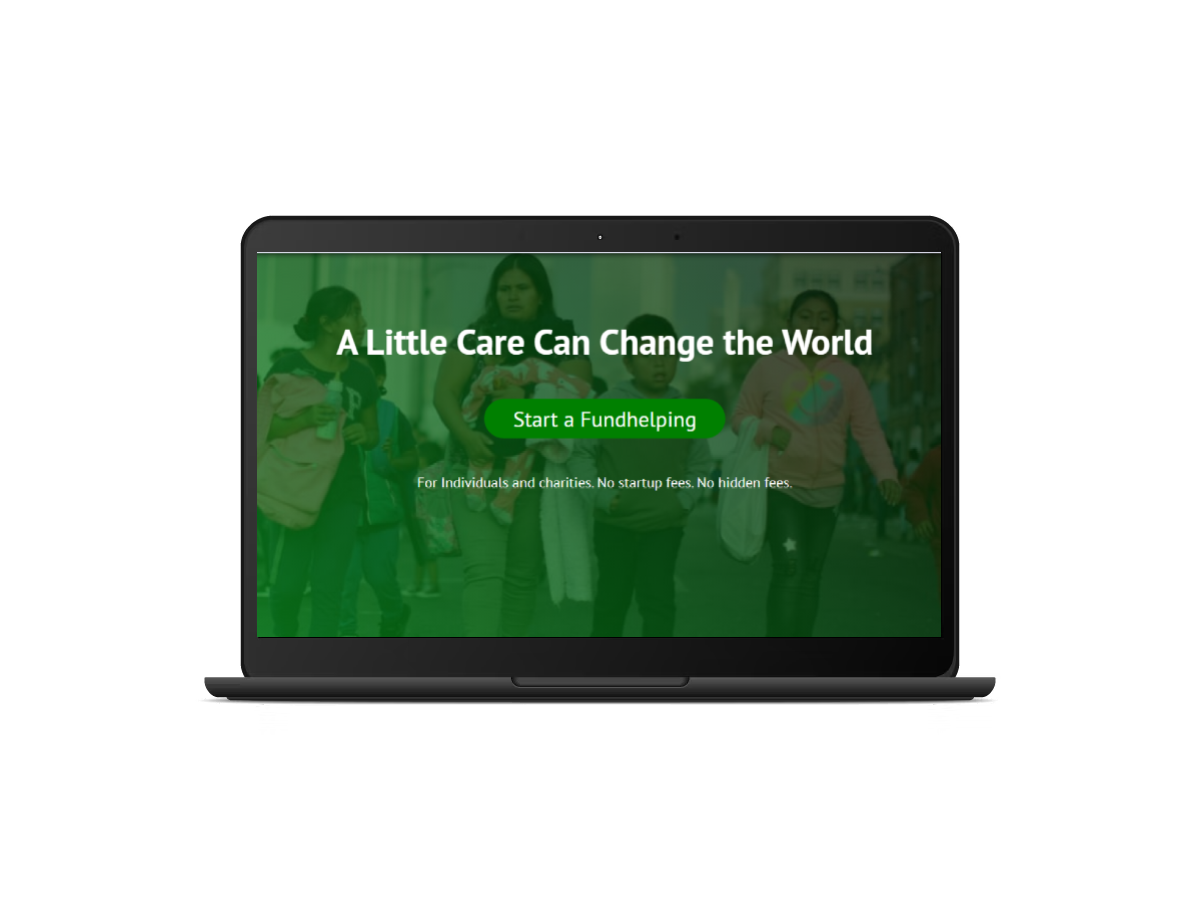 A Little Care Can Change the World
Start a Fundhelping
For Individuals and charities. No startup fees. No hidden fees.